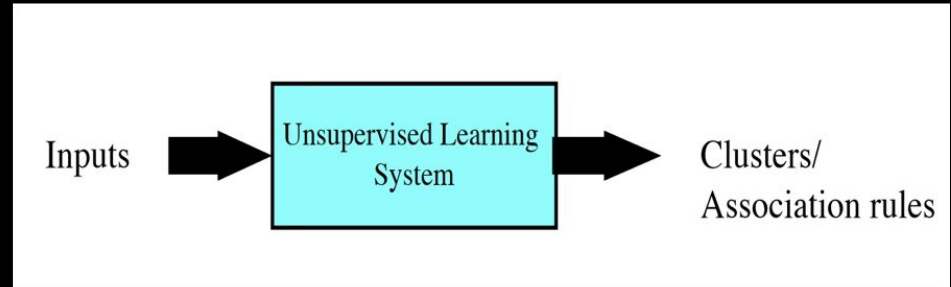 Inputs
Unsupervised Learning
System
Clusters/
Association rules